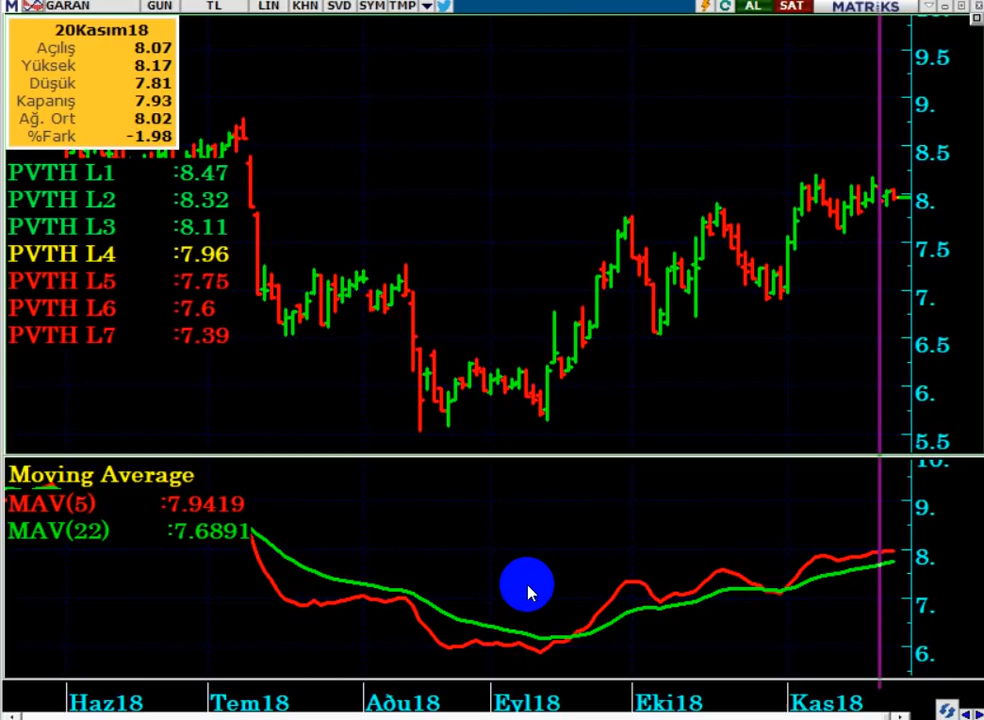 M GARAN GÜN TL LIN KHN SVD SYM TMP AL SAT MATRiKS
20Kasım18
Açılış 8.07
Yüksek 8.17
Düşük 7.81
Kapanış 7.93
Ağ. Ort 8.02
%Fark -1.98
PVTH L1 :8.47
PVTH L2 :8.32
PVTH L3 :8.11
PVTH L4 :7.96
PVTH L5 :7.75
PVTH L6 :7.6
PVTH L7 :7.39
9.5
9.
8.5
8.
7.5
7.
6.5
6.
5.5
Moving Average
MAV(5) :7.9419
MAV(22) :7.6891
10.
9.
8.
7.
6.
Haz18 Tem18 Aðu18 Eyl18 Eki18 Kas18